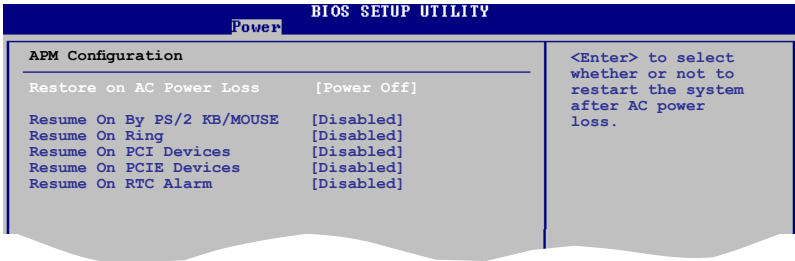 BIOS SETUP UTILITY
Power
APM Configuration
Restore on AC Power Loss [Power Off]
Resume On By PS/2 KB/MOUSE [Disabled]
Resume On Ring [Disabled]
Resume On PCI Devices [Disabled]
Resume On PCIE Devices [Disabled]
Resume On RTC Alarm [Disabled]
<Enter> to select
whether or not to
restart the system
after AC power
loss.